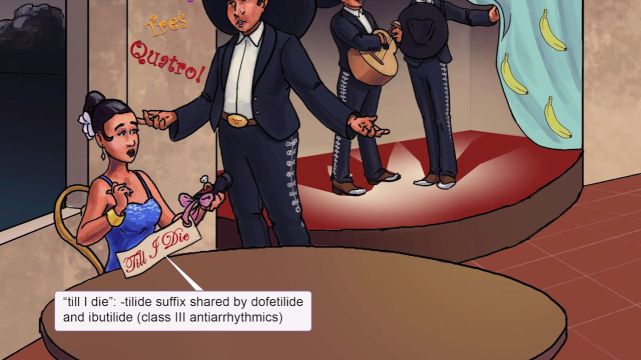 Tres
Quatro!
Till I Die
“till I die”: -tilide suffix shared by dofetilide
and ibutilide (class III antiarrhythmics)